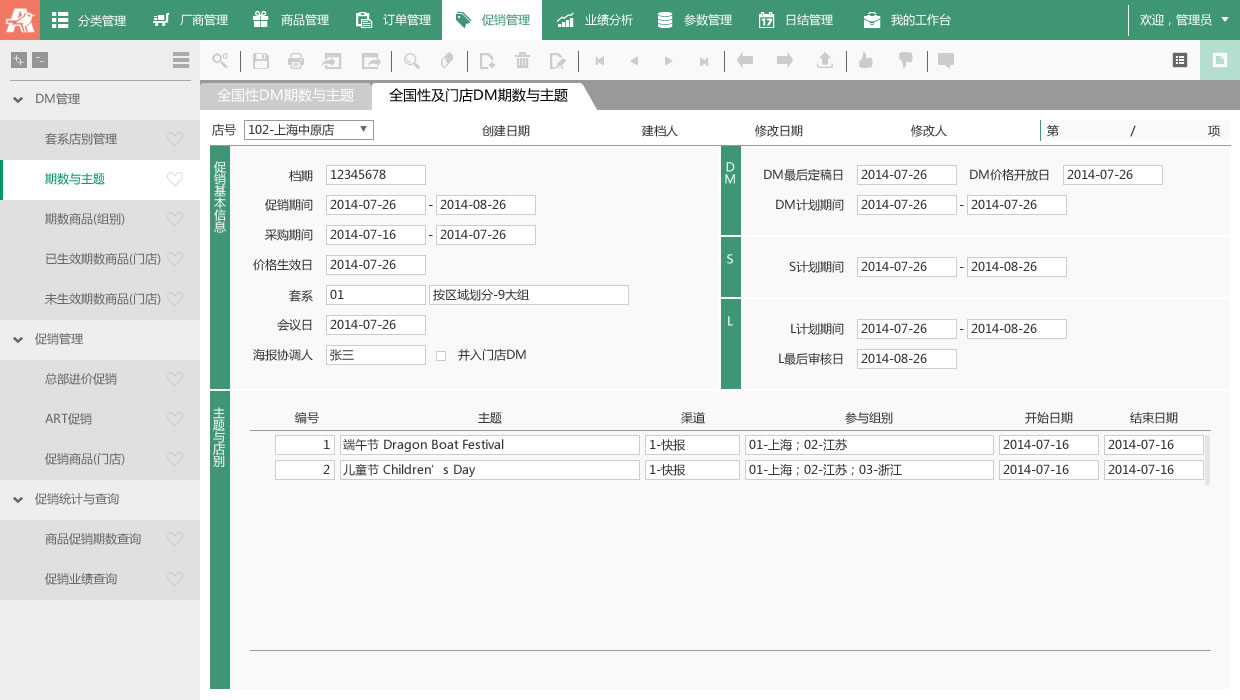 分类管理 厂商管理 商品管理 订单管理 促销管理 业绩分析 参数管理 日结管理 我的工作台 欢迎，管理员
DM管理
套系店别管理
期数与主题
期数商品(组别)
已生效期数商品(门店)
未生效期数商品(门店)
促销管理
总部进价促销
ART促销
促销商品(门店)
促销统计与查询
商品促销期数查询
促销业绩查询
全国性DM期数与主题 全国性及门店DM期数与主题
店号 102-上海中原店 创建日期 建档人 修改日期 修改人 第 / 项
促销基本信息
档期 12345678
促销期间 2014-07-26 - 2014-08-26
采购期间 2014-07-16 - 2014-07-26
价格生效日 2014-07-26
套系 01 按区域划分-9大组
会议日 2014-07-26
海报协调人 张三 并入门店DM
DM
DM最后定稿日 2014-07-26 DM价格开放日 2014-07-26
DM计划期间 2014-07-26 - 2014-07-26
S
S计划期间 2014-07-26 - 2014-08-26
L
L计划期间 2014-07-26 - 2014-08-26
L最后审核日 2014-08-26
主题与店别
编号 主题 渠道 参与组别 开始日期 结束日期
1 端午节 Dragon Boat Festival 1-快报 01-上海；02-江苏 2014-07-16 2014-07-16
2 儿童节 Children’s Day 1-快报 01-上海；02-江苏；03-浙江 2014-07-16 2014-07-16